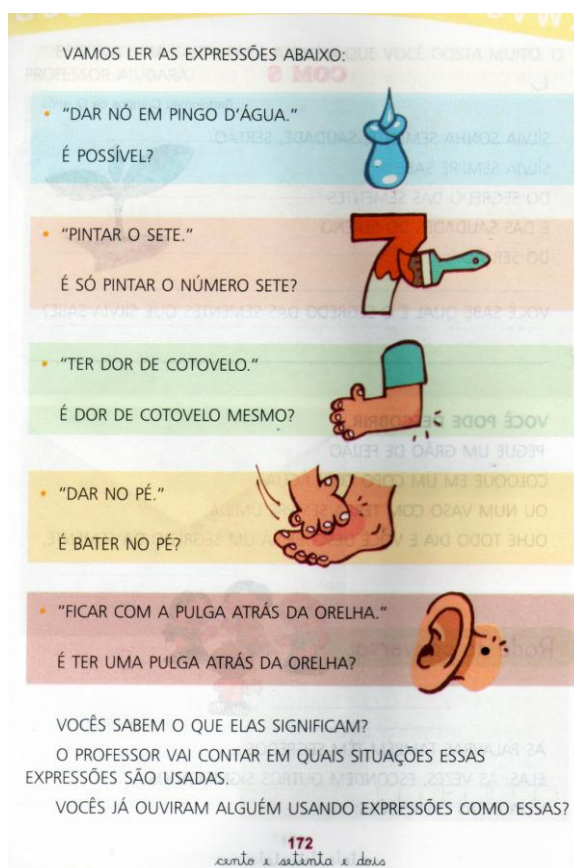 VAMOS LER AS EXPRESSÕES ABAIXO:
• "DAR NÓ EM PINGO D'ÁGUA."
É POSSÍVEL?
• "PINTAR O SETE."
É SÓ PINTAR O NÚMERO SETE?
• "TER DOR DE COTOVELO."
É DOR DE COTOVELO MESMO?
• "DAR NO PÉ."
É BATER NO PÉ?
• "FICAR COM A PULGA ATRÁS DA ORELHA."
É TER UMA PULGA ATRÁS DA ORELHA?
VOCÊS SABEM O QUE ELAS SIGNIFICAM?
O PROFESSOR VAI CONTAR EM QUAIS SITUAÇÕES ESSAS
EXPRESSÕES SÃO USADAS.
VOCÊS JÁ OUVIRAM ALGUÉM USANDO EXPRESSÕES COMO ESSAS?
172
cento e setenta e dois